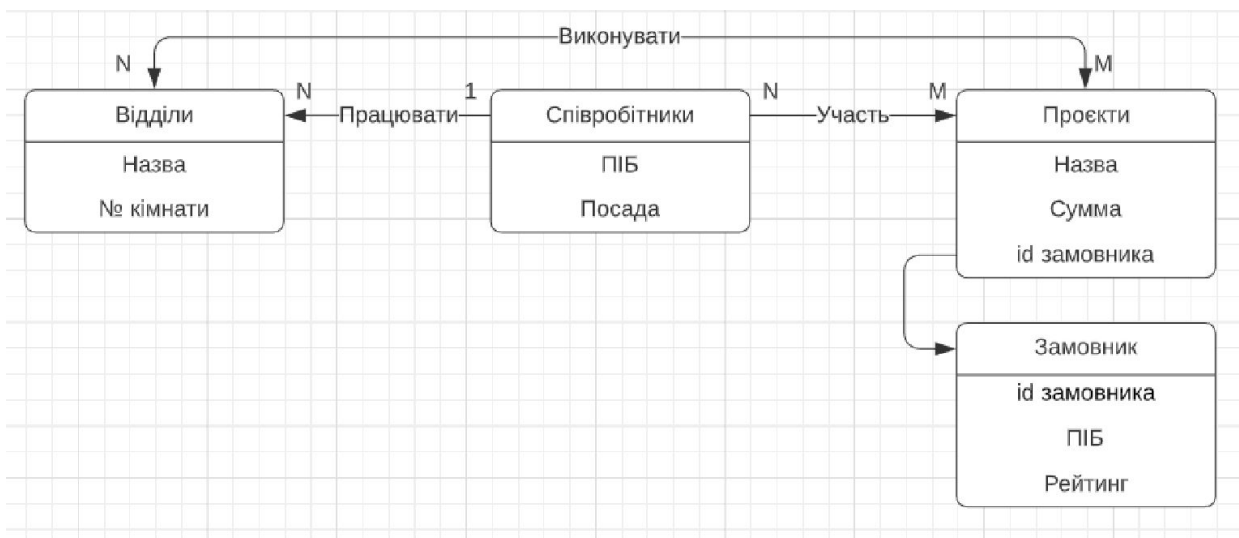 Виконувати
N
M
N
Працювати
1
N
Участь
M
Відділи
Назва
№ кімнати
Співробітники
ПІБ
Посада
Проєкти
Назва
Сумма
id замовника
Замовник
id замовника
ПІБ
Рейтинг